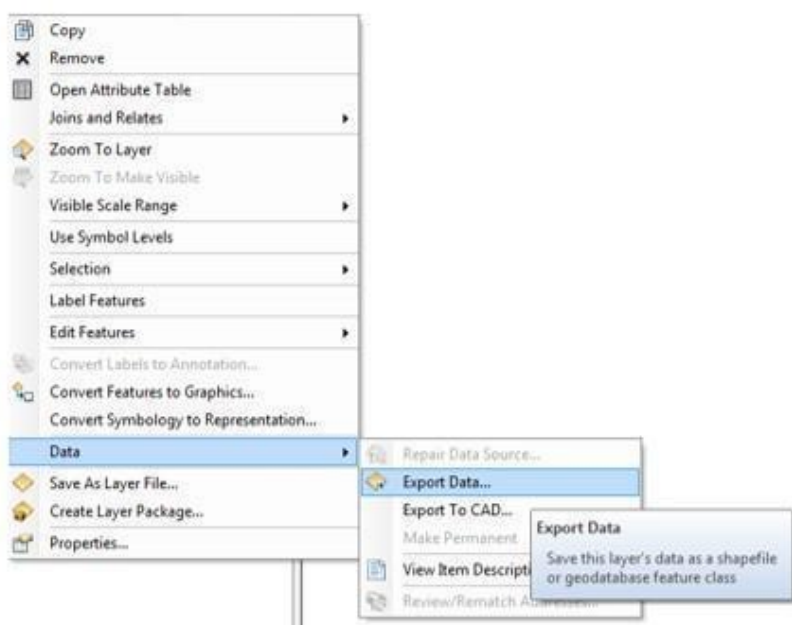 Copy
Remove
Open Attribute Table
Joins and Relates
Zoom To Layer
Zoom To Make Visible
Visible Scale Range
Use Symbol Levels
Selection
Label Features
Edit Features
Convert Labels to Annotation...
Convert Features to Graphics...
Convert Symbology to Representation...
Data
Save As Layer File...
Create Layer Package...
Properties...
Repair Data Source...
Export Data...
Export To CAD...
Make Permanent
View Item Descripti
Review/Rematch Addresses...
Export Data
Save this layer's data as a shapefile
or geodatabase feature class